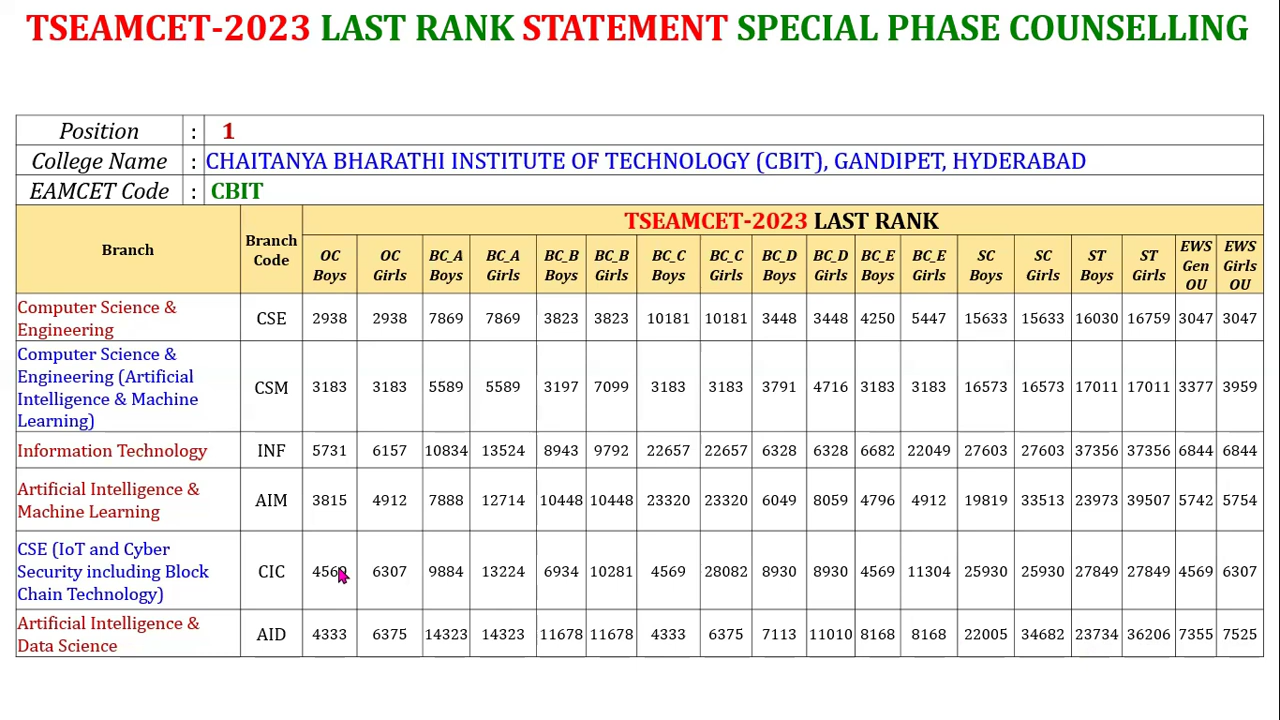 TSEAMCET-2023 LAST RANK STATEMENT SPECIAL PHASE COUNSELLING
Position : 1
College Name : CHAITANYA BHARATHI INSTITUTE OF TECHNOLOGY (CBIT), GANDIPET, HYDERABAD
EAMCET Code : CBIT
Branch Branch Code TSEAMCET-2023 LAST RANK
OC Boys OC Girls BC_A Boys BC_A Girls BC_B Boys BC_B Girls BC_C Boys BC_C Girls BC_D Boys BC_D Girls BC_E Boys BC_E Girls SC Boys SC Girls ST Boys ST Girls EWS Gen OU EWS Girls OU
Computer Science &
Engineering CSE 2938 2938 7869 7869 3823 3823 10181 10181 3448 3448 4250 5447 15633 15633 16030 16759 3047 3047
Computer Science &
Engineering (Artificial
Intelligence & Machine
Learning) CSM 3183 3183 5589 5589 3197 7099 3183 3183 3791 4716 3183 3183 16573 16573 17011 17011 3377 3959
Information Technology INF 5731 6157 10834 13524 8943 9792 22657 22657 6328 6328 6682 22049 27603 27603 37356 37356 6844 6844
Artificial Intelligence &
Machine Learning AIM 3815 4912 7888 12714 10448 10448 23320 23320 6049 8059 4796 4912 19819 33513 23973 39507 5742 5754
CSE (IoT and Cyber
Security including Block
Chain Technology) CIC 4569 6307 9884 13224 6934 10281 4569 28082 8930 8930 4569 11304 25930 25930 27849 27849 4569 6307
Artificial Intelligence &
Data Science AID 4333 6375 14323 14323 11678 11678 4333 6375 7113 11010 8168 8168 22005 34682 23734 36206 7355 7525